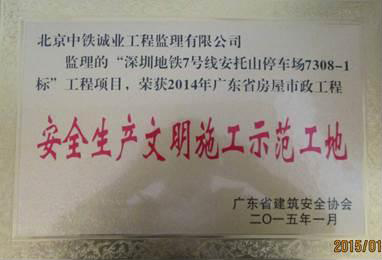 北京中铁诚业工程监理有限公司
监理的“深圳地铁7号线安托山停车场7308-1
标”工程项目，荣获2014年广东省房屋市政工程
安全生产文明施工示范工地
广东省建筑安全协会
二〇一五年一月
2015/01